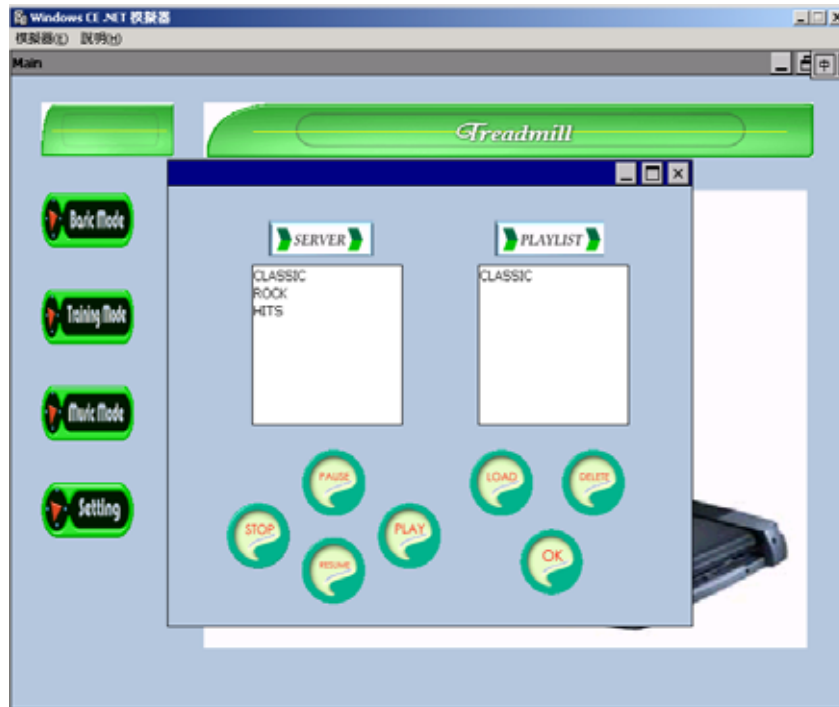 Windows CE .NET 模擬器
模擬器(E) 說明(H)
Main
中
Treadmill
Basic Mode
Training Mode
Music Mode
Setting
SERVER
PLAYLIST
CLASSIC
ROCK
HITS
CLASSIC
PAUSE
STOP
PLAY
RESUME
LOAD
DELETE
OK